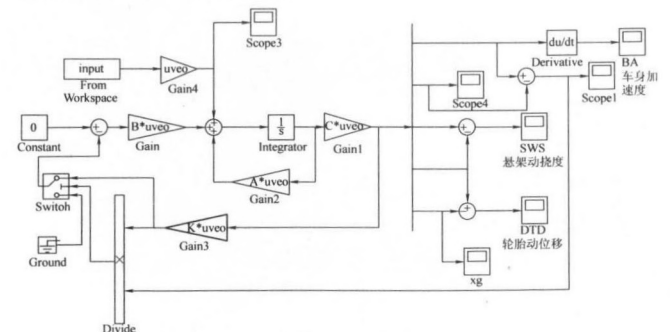 Scope3
input
From
Workspace
uveo
Gain4
du/dt
Derivative
BA
车身加
速度
Scope4
Scope1
0
Constant
B*uveo
Gain
1
s
Integrator
C*uveo
Gain1
SWS
悬架动挠度
A*uveo
Gain2
Switoh
K*uveo
Gain3
DTD
轮胎动位移
Ground
xg
Divide